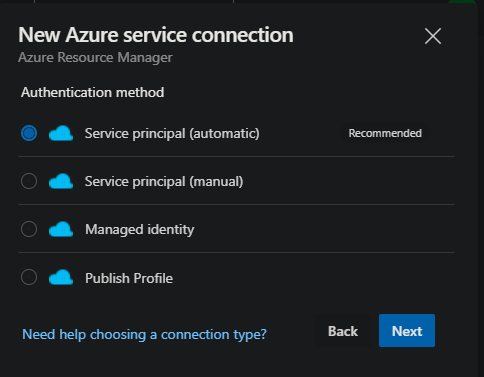 New Azure service connection
Azure Resource Manager
Authentication method
Service principal (automatic) Recommended
Service principal (manual)
Managed identity
Publish Profile
Need help choosing a connection type? Back Next